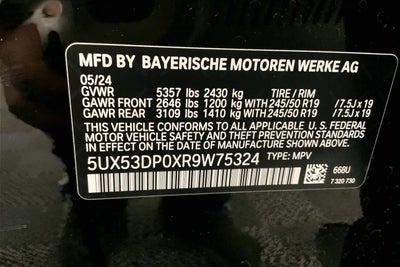 MFD BY BAYERISCHE MOTOREN WERKE AG
05/24
GVWR 5357 lbs 2430 kg TIRE / RIM
GAWR FRONT 2646 lbs 1200 kg WITH 245/50 R19 /7.5J x 19
GAWR REAR 3109 lbs 1410 kg WITH 245/50 R19 /7.5J x 19
THIS VEHICLE CONFORMS TO ALL APPLICABLE U.S. FEDERAL
MOTOR VEHICLE SAFETY AND THEFT PREVENTION STANDARDS
IN EFFECT ON THE DATE OF MANUFACTURE SHOWN ABOVE.
5UX53DP0XR9W75324 TYPE: MPV
668U
7 320 730